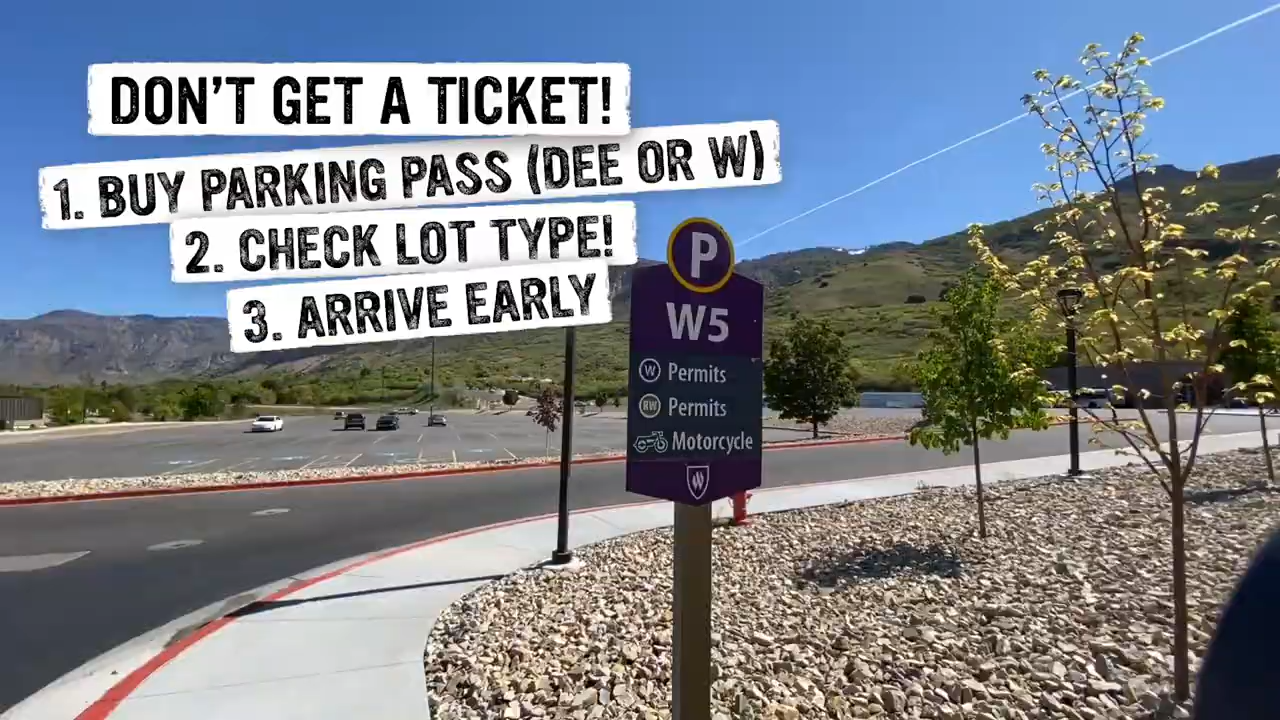 DON'T GET A TICKET!
1. BUY PARKING PASS (DEE OR W)
2. CHECK LOT TYPE!
3. ARRIVE EARLY
P
W5
W Permits
RW Permits
Motorcycle
W